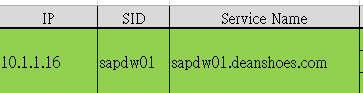 IP SID Service Name
10.1.1.16 sapdw01 sapdw01.deanshoes.com